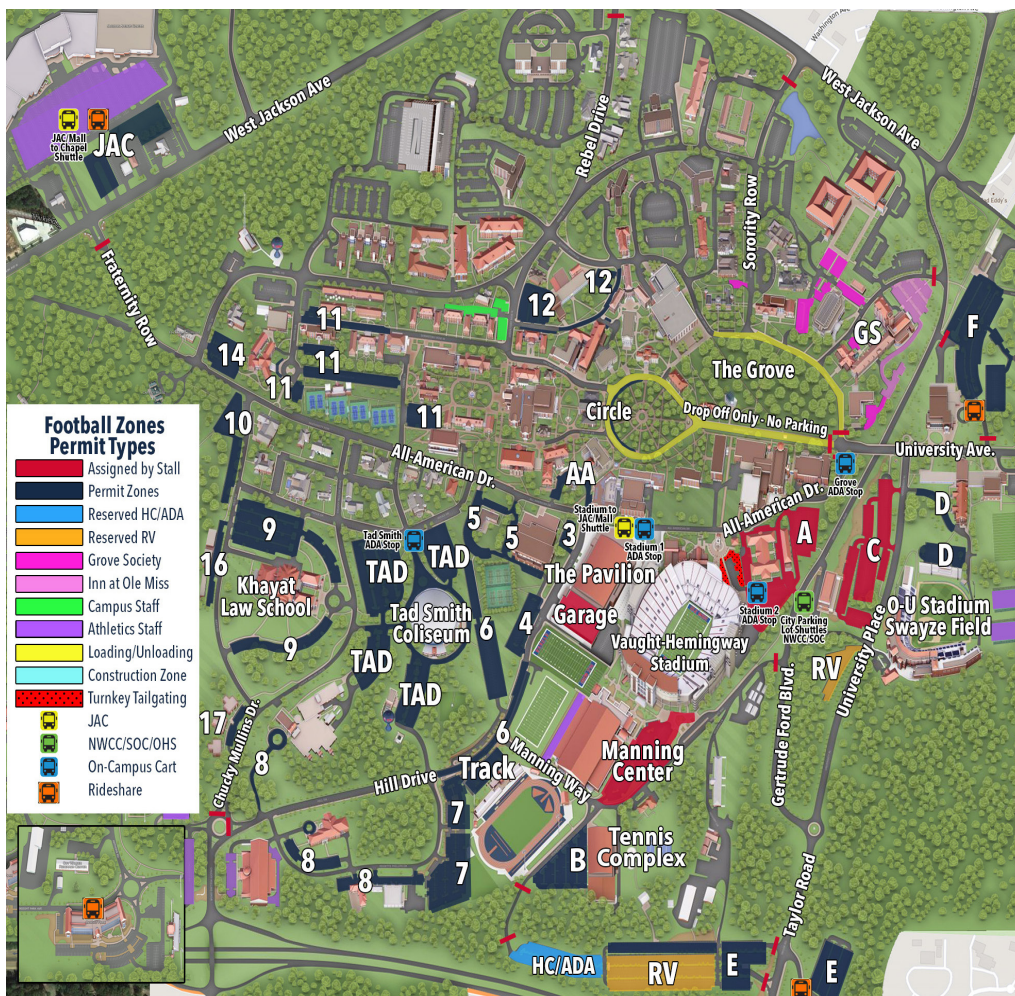 Washington Ave
West Jackson Ave
West Jackson Ave
Rebel Drive
JAC/Mall
to Chapel
Shuttle
JAC
Sorority Row
Fraternity Row
12
12
11
14
11
11
11
10
GS
F
The Grove
Circle
Drop Off Only - No Parking
University Ave.
Grove
ADA Stop
All-American Dr.
AA
All-American Dr.
Football Zones
Permit Types
Assigned by Stall
Permit Zones
Reserved HC/ADA
Reserved RV
Grove Society
Inn at Ole Miss
Campus Staff
Athletics Staff
Loading/Unloading
Construction Zone
Turnkey Tailgating
JAC
NWCC/SOC/OHS
On-Campus Cart
Rideshare
9
16
Khayat
Law School
9
Tad Smith
ADA Stop
TAD
TAD
Tad Smith
Coliseum
TAD
TAD
5
5
3
Stadium to
JAC/Mall
Shuttle
Stadium 1
ADA Stop
The Pavilion
Garage
4
6
6
Vaught-Hemingway
Stadium
A
C
D
D
Stadium 2
ADA Stop
City Parking
Lot Shuttles
NWCC/SOC
O-U Stadium
Swayze Field
University Place
RV
Gertrude Ford Blvd.
17
8
Chucky Mullins Dr.
Hill Drive
Track
Manning Way
Manning
Center
7
7
8
8
B
Tennis
Complex
Taylor Road
HC/ADA
RV
E
E